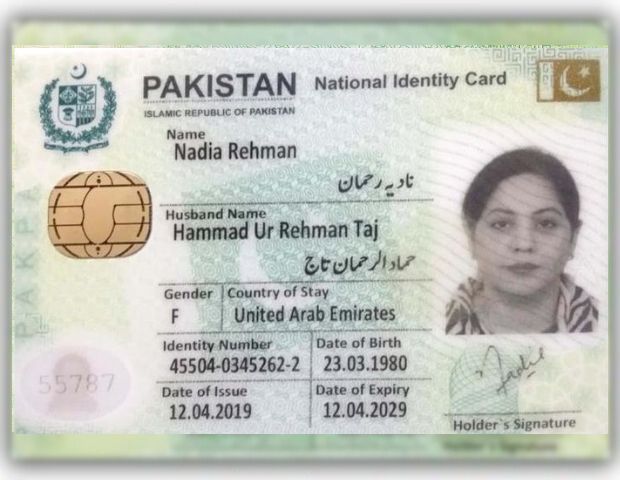 PAKISTAN National Identity Card
ISLAMIC REPUBLIC OF PAKISTAN
Name
Nadia Rehman
نادیہ رحمان
Husband Name
Hammad Ur Rehman Taj
حماد الرحمان تاج
Gender Country of Stay
F United Arab Emirates
Identity Number Date of Birth
45504-0345262-2 23.03.1980
Date of Issue Date of Expiry
12.04.2019 12.04.2029
55787
Nadia
Holder`s Signature